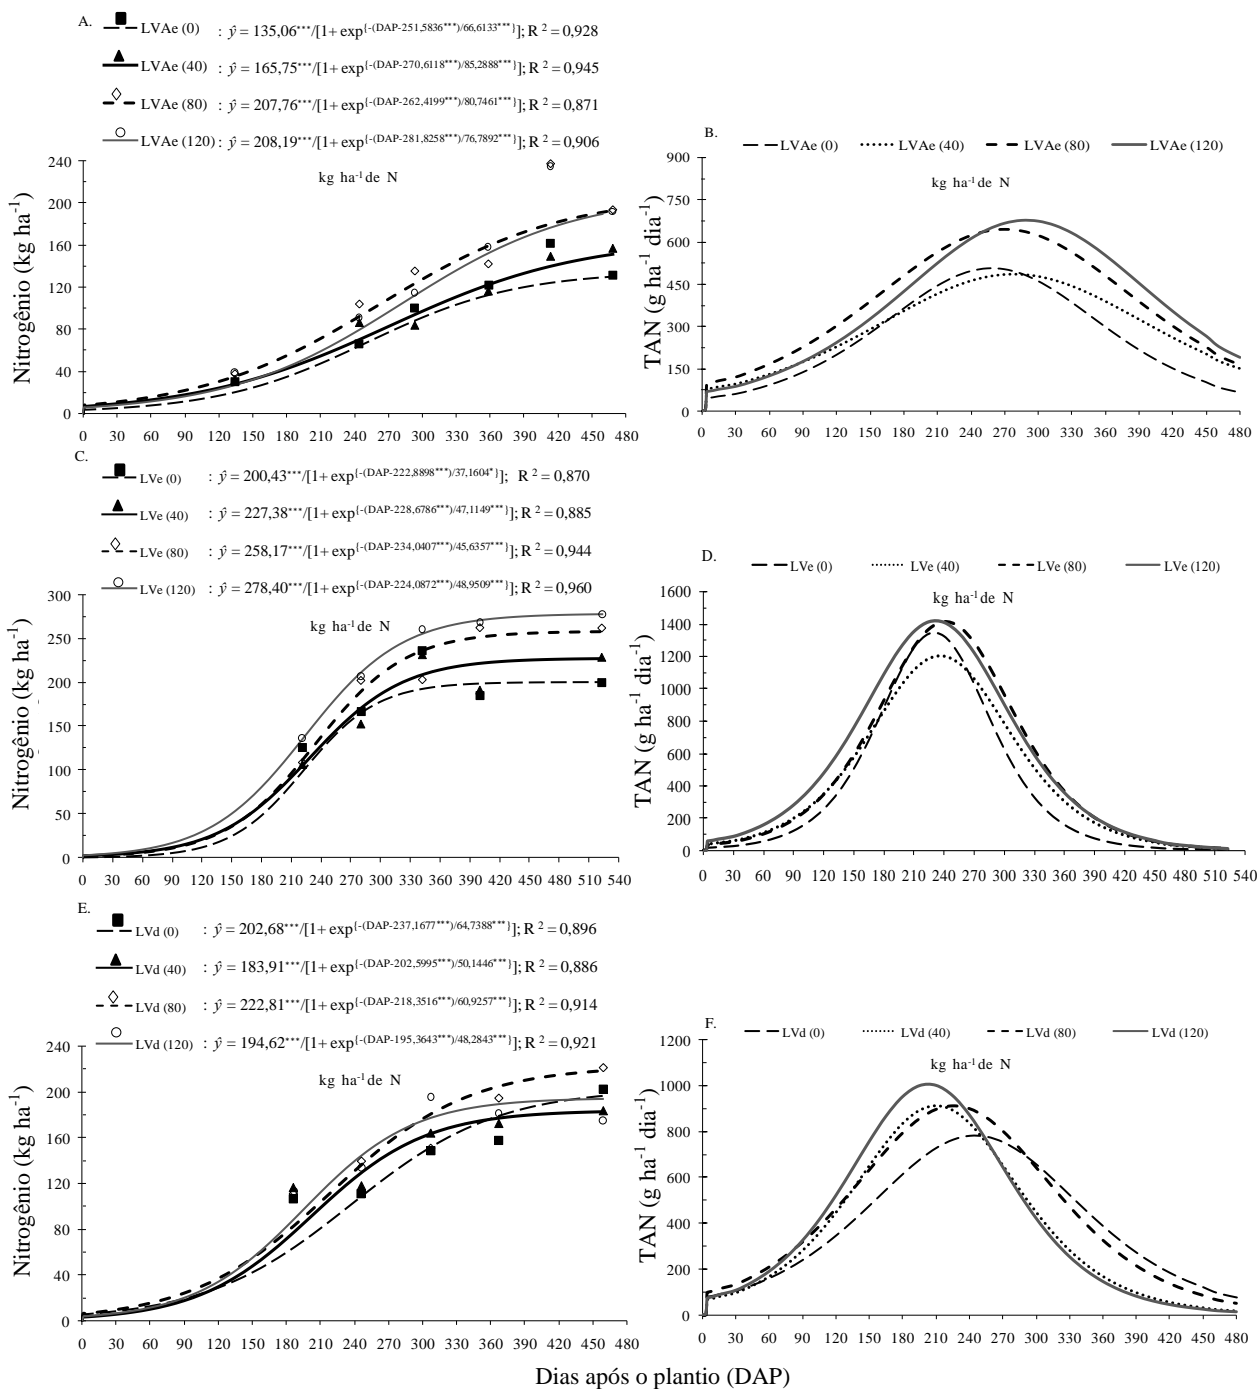 A.
LVAe (0) : ŷ = 135,06***/[1+ exp{-(DAP-251,5836***)/66,6133***}]; R² = 0,928
LVAe (40) : ŷ = 165,75***/[1+ exp{-(DAP-270,6118***)/85,2888***}]; R² = 0,945
LVAe (80) : ŷ = 207,76***/[1+ exp{-(DAP-262,4199***)/80,7461***}]; R² = 0,871
LVAe (120) : ŷ = 208,19***/[1+ exp{-(DAP-281,8258***)/76,7892***}]; R² = 0,906
kg ha⁻¹ de N
Nitrogênio (kg ha⁻¹)
240
200
160
120
80
40
0
0 30 60 90 120 150 180 210 240 270 300 330 360 390 420 450 480
B.
LVAe (0) LVAe (40) LVAe (80) LVAe (120)
kg ha⁻¹ de N
TAN (g ha⁻¹ dia⁻¹)
900
750
600
450
300
150
0
0 30 60 90 120 150 180 210 240 270 300 330 360 390 420 450 480
C.
LVe (0) : ŷ = 200,43***/[1+ exp{-(DAP-222,8898***)/37,1604*}]; R² = 0,870
LVe (40) : ŷ = 227,38***/[1+ exp{-(DAP-228,6786***)/47,1149***}]; R² = 0,885
LVe (80) : ŷ = 258,17***/[1+ exp{-(DAP-234,0407***)/45,6357***}]; R² = 0,944
LVe (120) : ŷ = 278,40***/[1+ exp{-(DAP-224,0872***)/48,9509***}]; R² = 0,960
kg ha⁻¹ de N
Nitrogênio (kg ha⁻¹)
300
250
200
150
100
50
0
0 30 60 90 120 150 180 210 240 270 300 330 360 390 420 450 480 510 540
D.
LVe (0) LVe (40) LVe (80) LVe (120)
kg ha⁻¹ de N
TAN (g ha⁻¹ dia⁻¹)
1600
1400
1200
1000
800
600
400
200
0
0 30 60 90 120 150 180 210 240 270 300 330 360 390 420 450 480 510 540
E.
LVd (0) : ŷ = 202,68***/[1+ exp{-(DAP-237,1677***)/64,7388***}]; R² = 0,896
LVd (40) : ŷ = 183,91***/[1+ exp{-(DAP-202,5995***)/50,1446***}]; R² = 0,886
LVd (80) : ŷ = 222,81***/[1+ exp{-(DAP-218,3516***)/60,9257***}]; R² = 0,914
LVd (120) : ŷ = 194,62***/[1+ exp{-(DAP-195,3643***)/48,2843***}]; R² = 0,921
kg ha⁻¹ de N
Nitrogênio (kg ha⁻¹)
240
200
160
120
80
40
0
0 30 60 90 120 150 180 210 240 270 300 330 360 390 420 450 480
F.
LVd (0) LVd (40) LVd (80) LVd (120)
kg ha⁻¹ de N
TAN (g ha⁻¹ dia⁻¹)
1200
1000
800
600
400
200
0
0 30 60 90 120 150 180 210 240 270 300 330 360 390 420 450 480
Dias após o plantio (DAP)